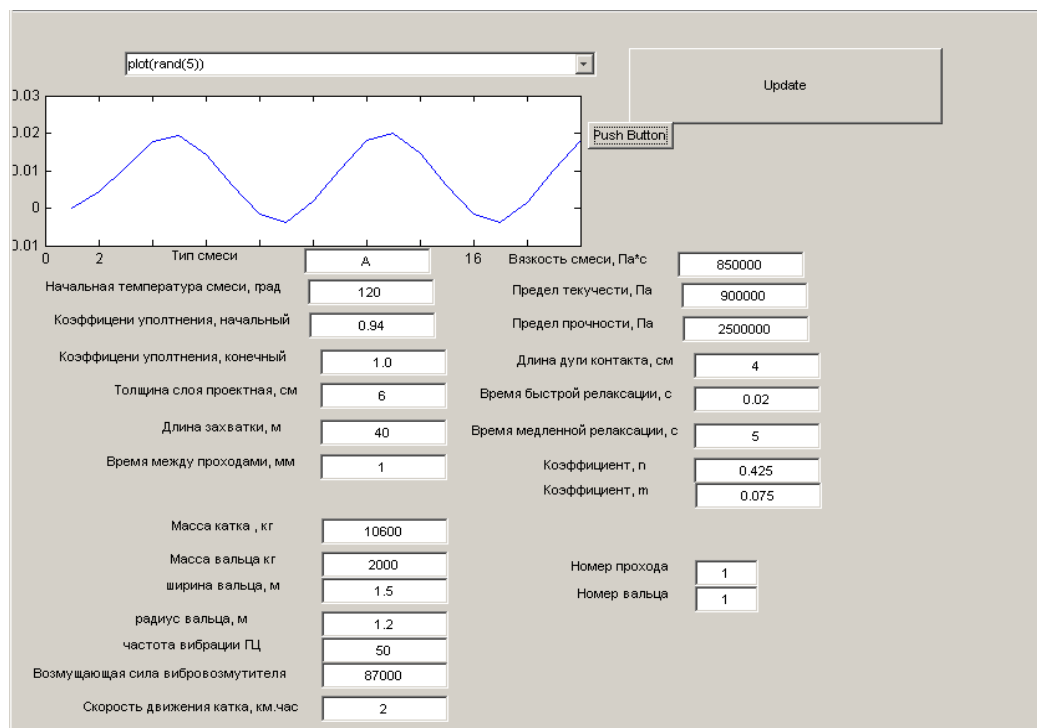 plot(rand(5))
Update
Push Button
0.03
0.02
0.01
0
0.01
0 2 16
Тип смеси A
Начальная температура смеси, град 120
Коэффицени уполтнения, начальный 0.94
Коэффицени уполтнения, конечный 1.0
Толщина слоя проектная, см 6
Длина захватки, м 40
Время между проходами, мм 1
Масса катка , кг 10600
Масса вальца кг 2000
ширина вальца, м 1.5
радиус вальца, м 1.2
частота вибрации ГЦ 50
Возмущающая сила вибровозмутителя 87000
Скорость движения катка, км.час 2
Вязкость смеси, Па*с 850000
Предел текучести, Па 900000
Предел прочности, Па 2500000
Длина дуги контакта, см 4
Время быстрой релаксации, с 0.02
Время медленной релаксации, с 5
Коэффициент, n 0.425
Коэффициент, m 0.075
Номер прохода 1
Номер вальца 1